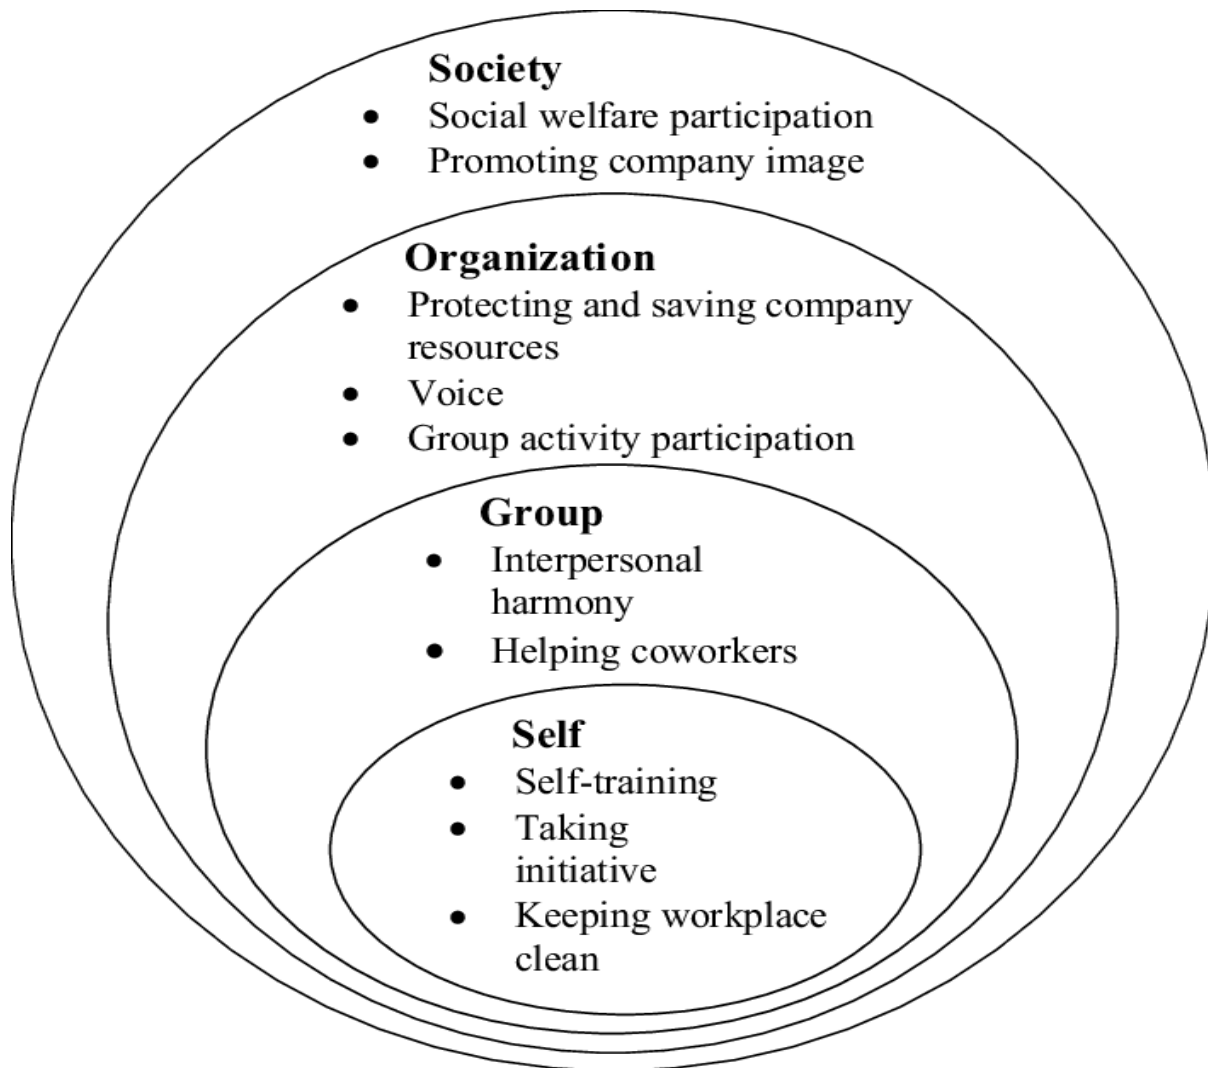 Society
• Social welfare participation
• Promoting company image
Organization
• Protecting and saving company
resources
• Voice
• Group activity participation
Group
• Interpersonal
harmony
• Helping coworkers
Self
• Self-training
• Taking
initiative
• Keeping workplace
clean